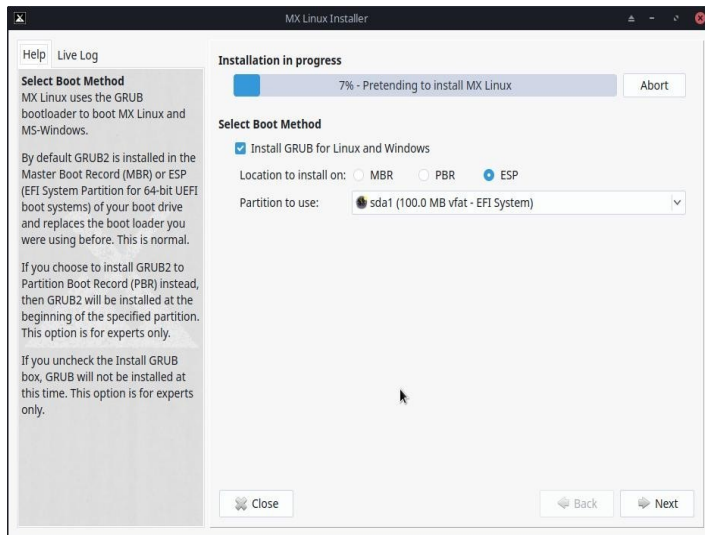 MX Linux Installer
Help
Live Log
Select Boot Method
MX Linux uses the GRUB
bootloader to boot MX Linux and
MS-Windows.
By default GRUB2 is installed in the
Master Boot Record (MBR) or ESP
(EFI System Partition for 64-bit UEFI
boot systems) of your boot drive
and replaces the boot loader you
were using before. This is normal.
If you choose to install GRUB2 to
Partition Boot Record (PBR) instead,
then GRUB2 will be installed at the
beginning of the specified partition.
This option is for experts only.
If you uncheck the Install GRUB
box, GRUB will not be installed at
this time. This option is for experts
only.
Installation in progress
7% - Pretending to install MX Linux
Abort
Select Boot Method
Install GRUB for Linux and Windows
Location to install on: MBR PBR ESP
Partition to use: sda1 (100.0 MB vfat - EFI System)
Close
Back
Next